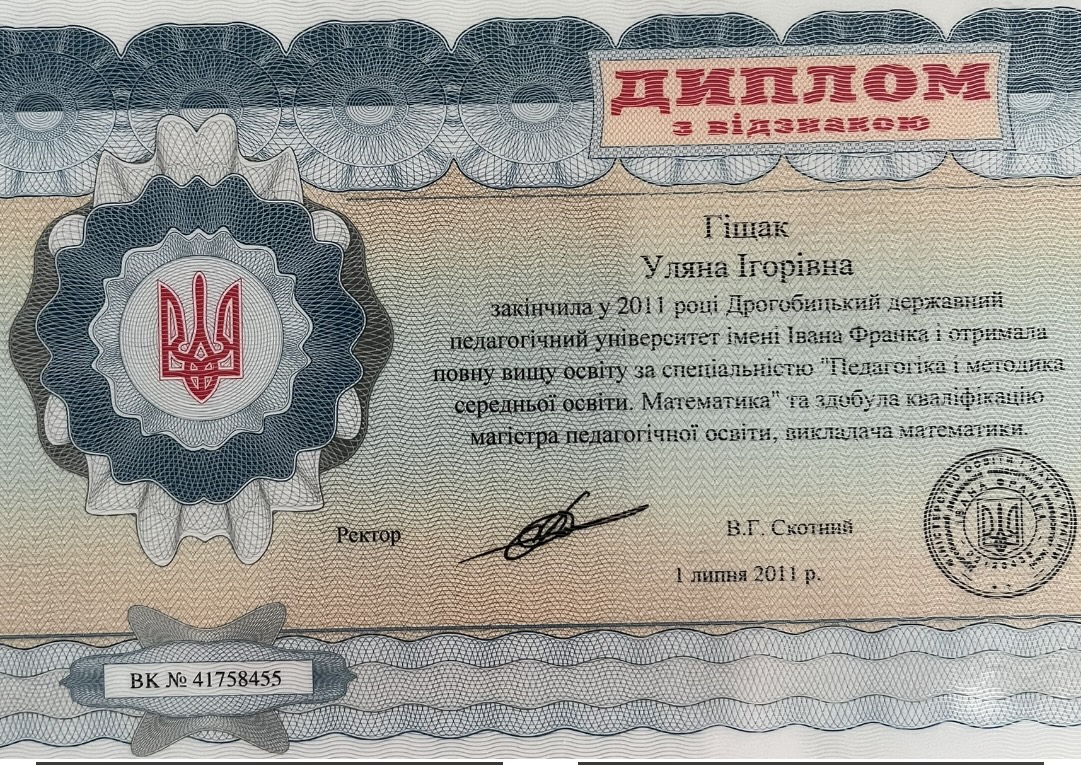 ДИПЛОМ
з відзнакою
Гіщак
Уляна Ігорівна
закінчила у 2011 році Дрогобицький державний
педагогічний університет імені Івана Франка і отримала
повну вищу освіту за спеціальністю "Педагогіка і методика
середньої освіти. Математика" та здобула кваліфікацію
магістра педагогічної освіти, викладача математики.
Ректор
В.Г. Скотний
1 липня 2011 р.
ВК № 41758455